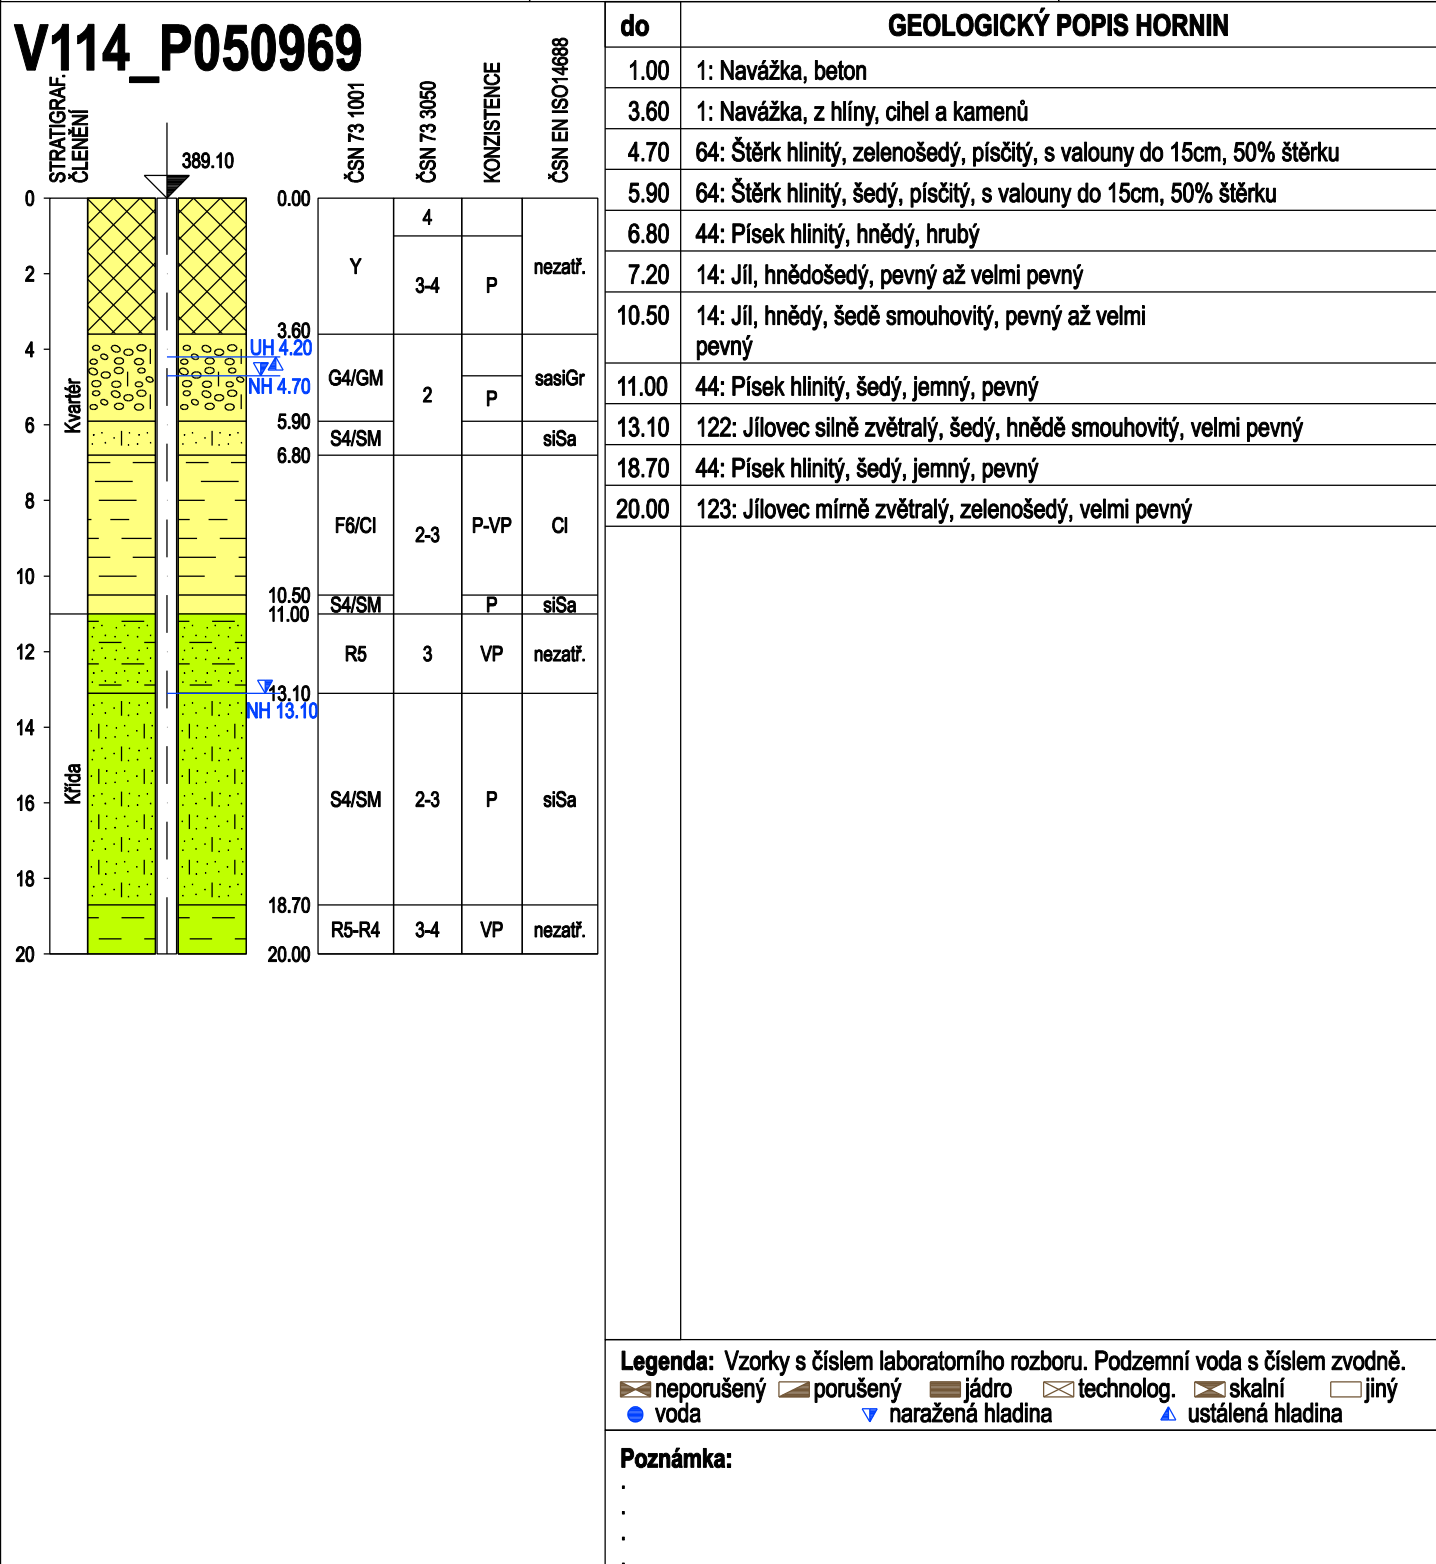 V114_P050969
STRATIGRAF.
ČLENĚNÍ
389.10
ČSN 73 1001
ČSN 73 3050
KONZISTENCE
ČSN EN ISO14688
0
2
4
6
8
10
12
14
16
18
20
Kvartér
Křída
UH 4.20
NH 4.70
NH 13.10
0.00
3.60
5.90
6.80
10.50
11.00
13.10
18.70
20.00
Y
G4/GM
S4/SM
F6/CI
S4/SM
R5
S4/SM
R5-R4
4
3-4
2
2-3
3
2-3
3-4
P
P
P-VP
P
VP
P
VP
nezatř.
sasiGr
siSa
Cl
siSa
nezatř.
siSa
nezatř.
do GEOLOGICKÝ POPIS HORNIN
1.00 1: Navážka, beton
3.60 1: Navážka, z hlíny, cihel a kamenů
4.70 64: Štěrk hlinitý, zelenošedý, písčitý, s valouny do 15cm, 50% štěrku
5.90 64: Štěrk hlinitý, šedý, písčitý, s valouny do 15cm, 50% štěrku
6.80 44: Písek hlinitý, hnědý, hrubý
7.20 14: Jíl, hnědošedý, pevný až velmi pevný
10.50 14: Jíl, hnědý, šedě smouhovitý, pevný až velmi
pevný
11.00 44: Písek hlinitý, šedý, jemný, pevný
13.10 122: Jílovec silně zvětralý, šedý, hnědě smouhovitý, velmi pevný
18.70 44: Písek hlinitý, šedý, jemný, pevný
20.00 123: Jílovec mírně zvětralý, zelenošedý, velmi pevný
Legenda: Vzorky s číslem laboratorního rozboru. Podzemní voda s číslem zvodně.
neporušený porušený jádro technolog. skalní jiný
voda naražená hladina ustálená hladina
Poznámka:
.
.
.
.